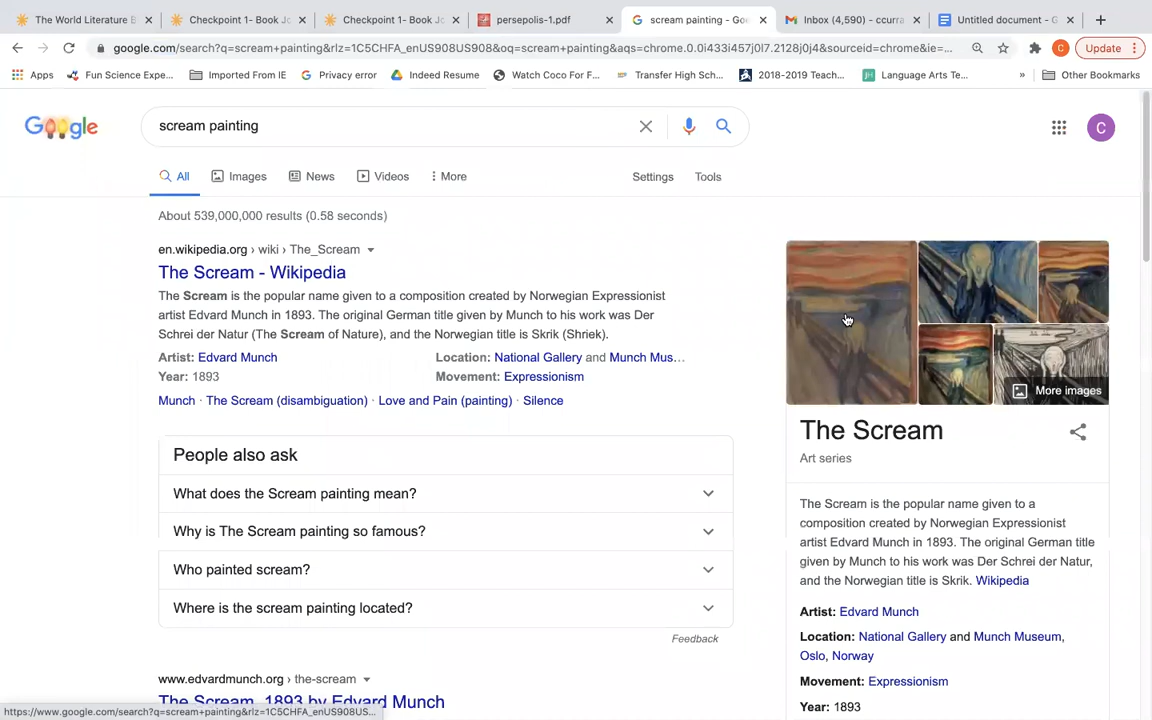 The World Literature B
Checkpoint 1- Book Jo
Checkpoint 1- Book Jo
persepolis-1.pdf
scream painting - Goo
Inbox (4,590) - ccurra
Untitled document - G
google.com/search?q=scream+painting&rlz=1C5CHFA_enUS908US908&oq=scream+painting&aqs=chrome.0.0i433i457j0l7.2128j0j4&sourceid=chrome&ie=...
C
Update
Apps
Fun Science Expe...
Imported From IE
Privacy error
Indeed Resume
Watch Coco For F...
Transfer High Sch...
2018-2019 Teach...
JH
Language Arts Te...
»
Other Bookmarks
Google
scream painting
C
All
Images
News
Videos
More
Settings
Tools
About 539,000,000 results (0.58 seconds)
en.wikipedia.org › wiki › The_Scream
The Scream - Wikipedia
The Scream is the popular name given to a composition created by Norwegian Expressionist
artist Edvard Munch in 1893. The original German title given by Munch to his work was Der
Schrei der Natur (The Scream of Nature), and the Norwegian title is Skrik (Shriek).
Artist: Edvard Munch
Location: National Gallery and Munch Mus...
Year: 1893
Movement: Expressionism
Munch · The Scream (disambiguation) · Love and Pain (painting) · Silence
People also ask
What does the Scream painting mean?
Why is The Scream painting so famous?
Who painted scream?
Where is the scream painting located?
Feedback
www.edvardmunch.org › the-scream
The Scream, 1893 by Edvard Munch
More images
The Scream
Art series
The Scream is the popular name given to a
composition created by Norwegian Expressionist
artist Edvard Munch in 1893. The original German title
given by Munch to his work was Der Schrei der Natur,
and the Norwegian title is Skrik. Wikipedia
Artist: Edvard Munch
Location: National Gallery and Munch Museum,
Oslo, Norway
Movement: Expressionism
Year: 1893
https://www.google.com/search?q=scream+painting&rlz=1C5CHFA_enUS908US...